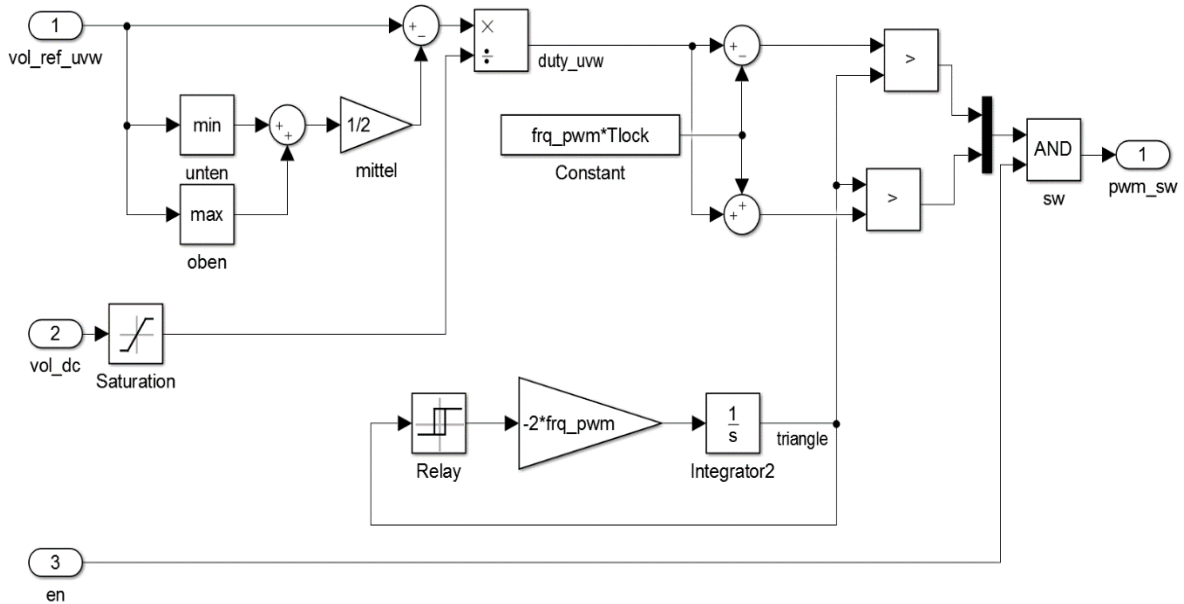 1
vol_ref_uvw
+
−
×
÷
duty_uvw
+
−
>
min
unten
+
+
1/2
mittel
frq_pwm*Tlock
Constant
AND
sw
1
pwm_sw
max
oben
+
+
>
2
vol_dc
Saturation
Relay
-2*frq_pwm
1
s
Integrator2
triangle
3
en